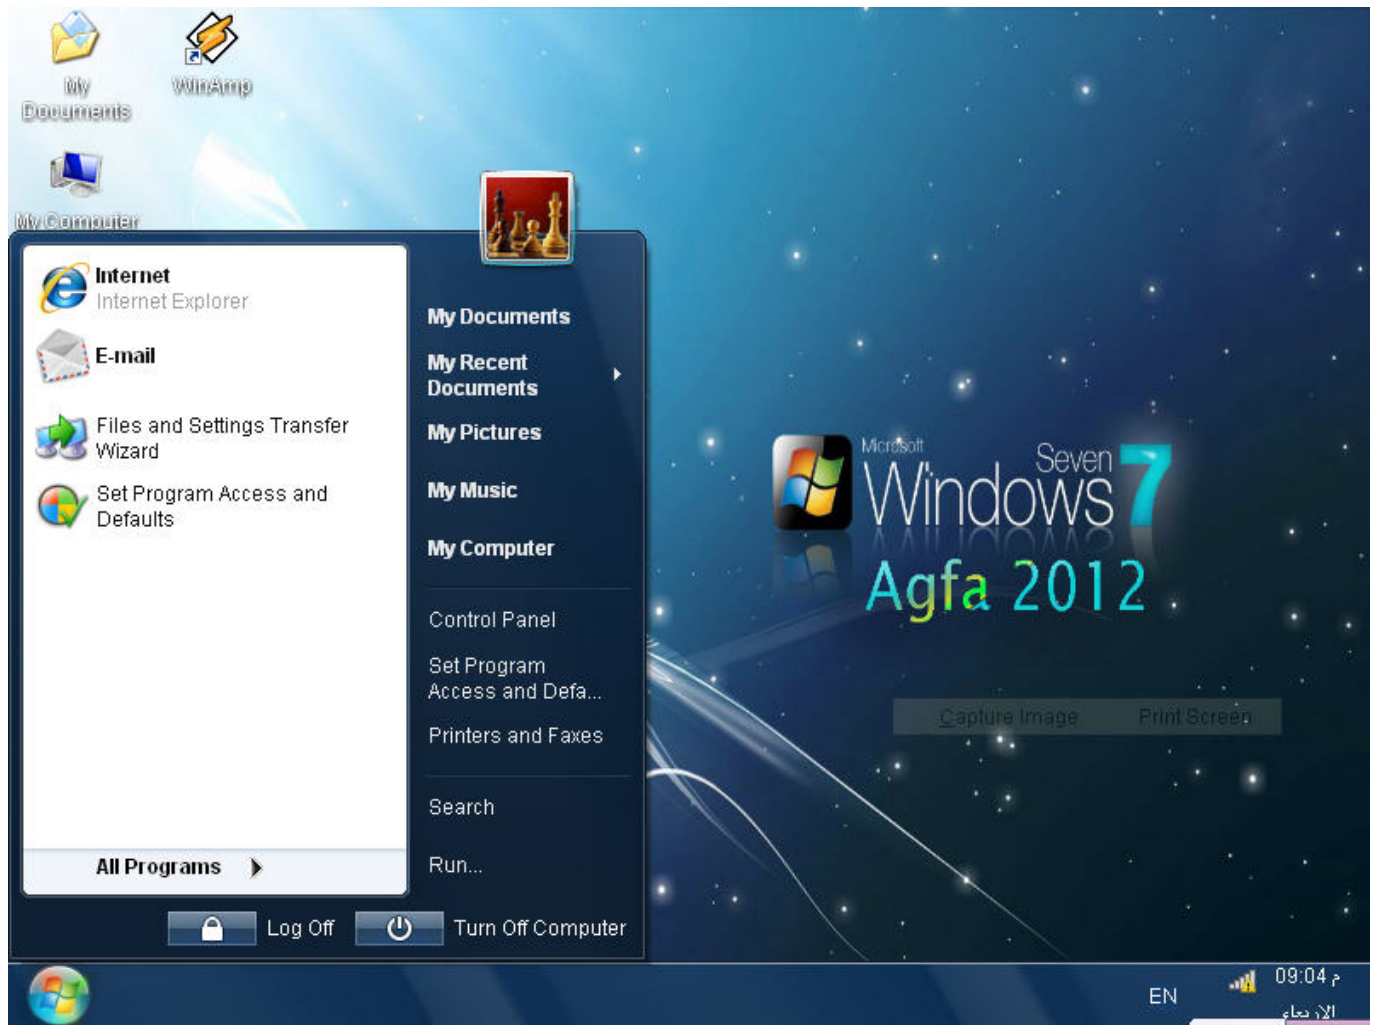 My
Documents
WinAmp
My Computer
Internet
Internet Explorer
E-mail
Files and Settings Transfer
Wizard
Set Program Access and
Defaults
All Programs
My Documents
My Recent
Documents
My Pictures
My Music
My Computer
Control Panel
Set Program
Access and Defa...
Printers and Faxes
Search
Run...
Log Off
Turn Off Computer
Microsoft
Windows Seven 7
Agfa 2012
Capture Image
Print Screen
EN
09:04 م
الاربعاء